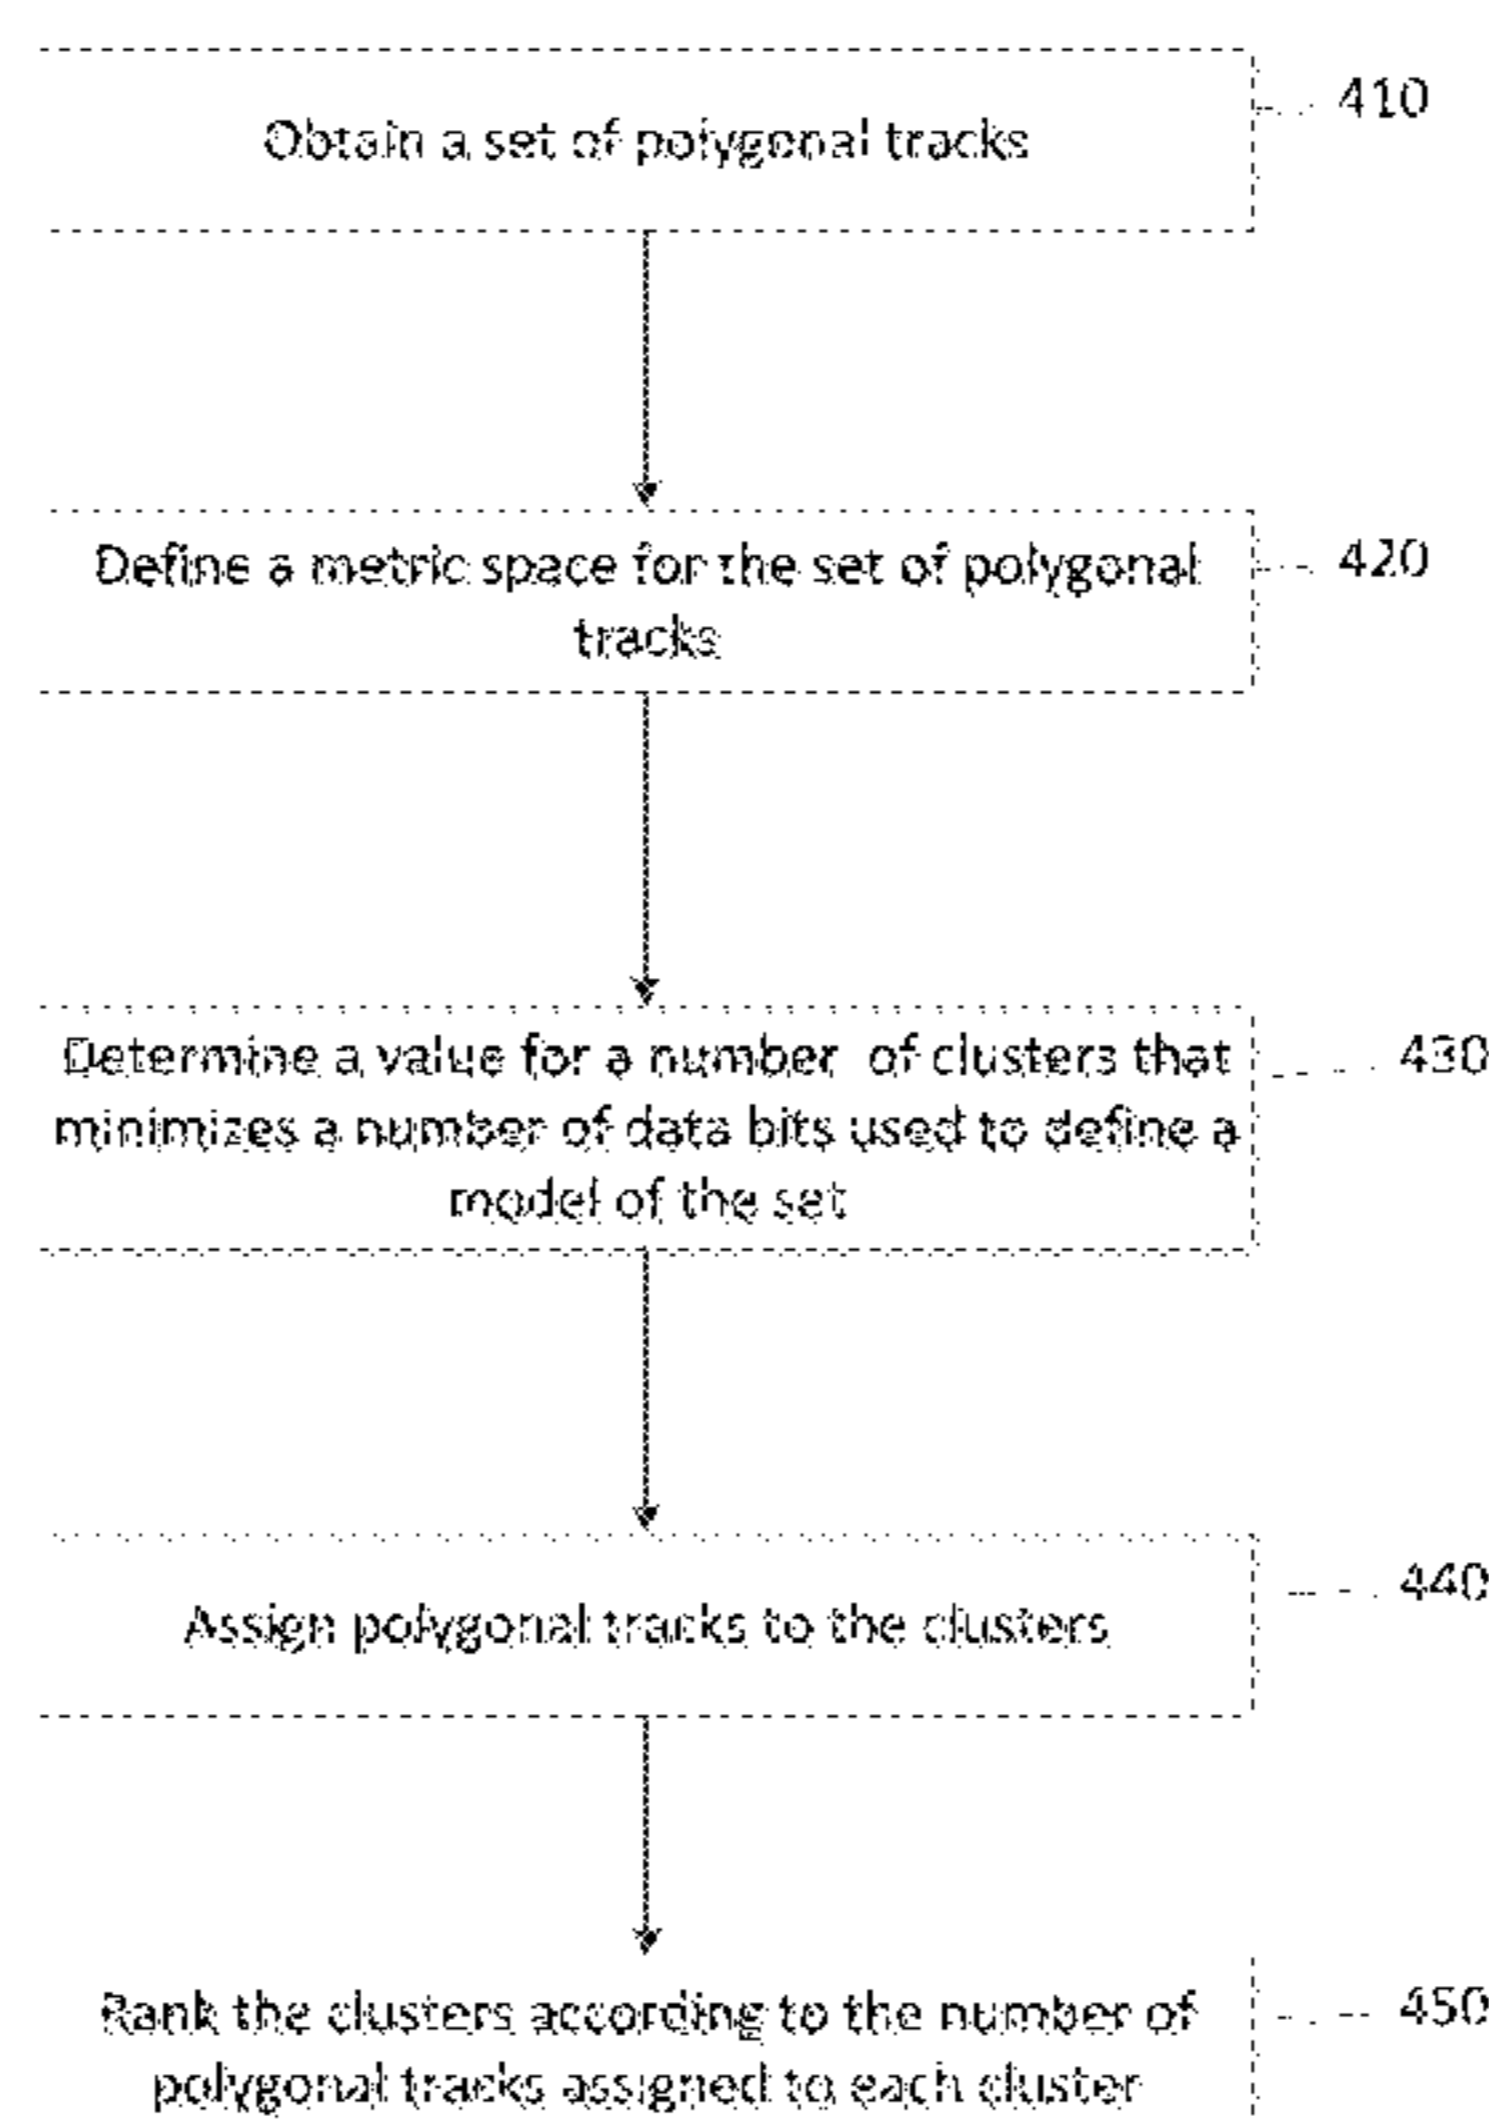 Obtain a set of polygonal tracks
410
Define a metric space for the set of polygonal
tracks
420
Determine a value for a number of clusters that
minimizes a number of data bits used to define a
model of the set
430
Assign polygonal tracks to the clusters
440
Rank the clusters according to the number of
polygonal tracks assigned to each cluster
450